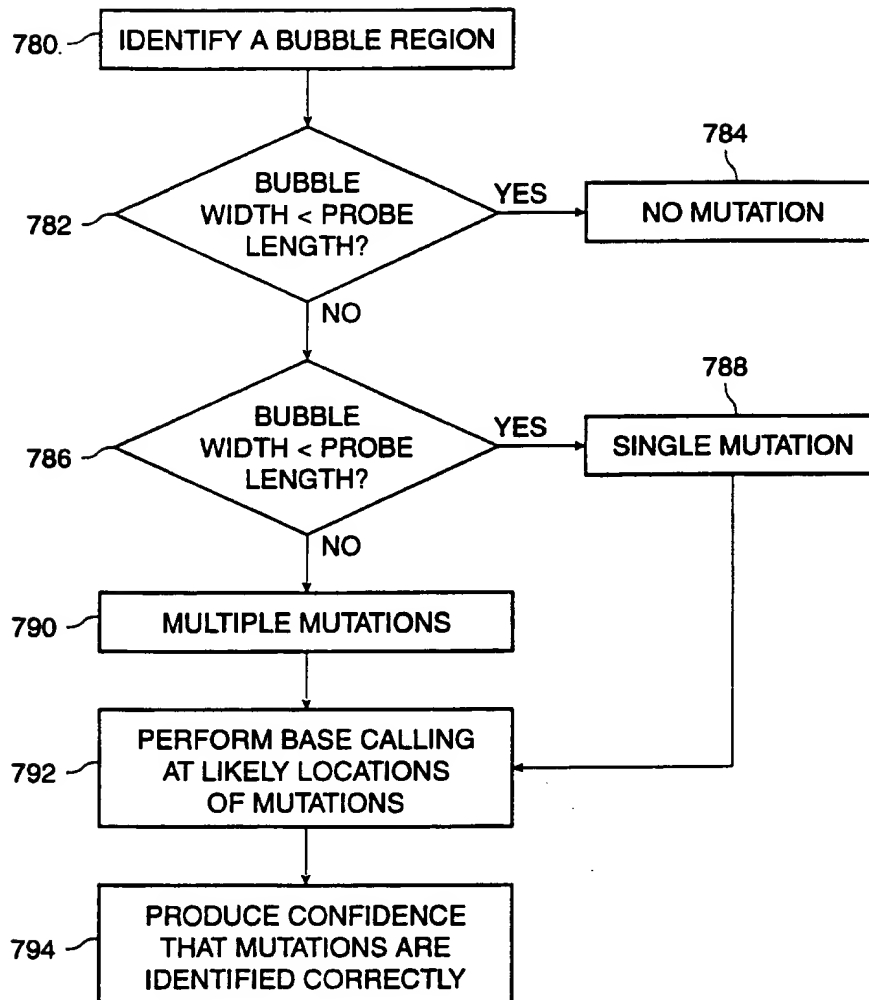 780.
IDENTIFY A BUBBLE REGION
782
BUBBLE
WIDTH < PROBE
LENGTH?
YES
784
NO MUTATION
NO
786
BUBBLE
WIDTH < PROBE
LENGTH?
YES
788
SINGLE MUTATION
NO
790
MULTIPLE MUTATIONS
792
PERFORM BASE CALLING
AT LIKELY LOCATIONS
OF MUTATIONS
794
PRODUCE CONFIDENCE
THAT MUTATIONS ARE
IDENTIFIED CORRECTLY